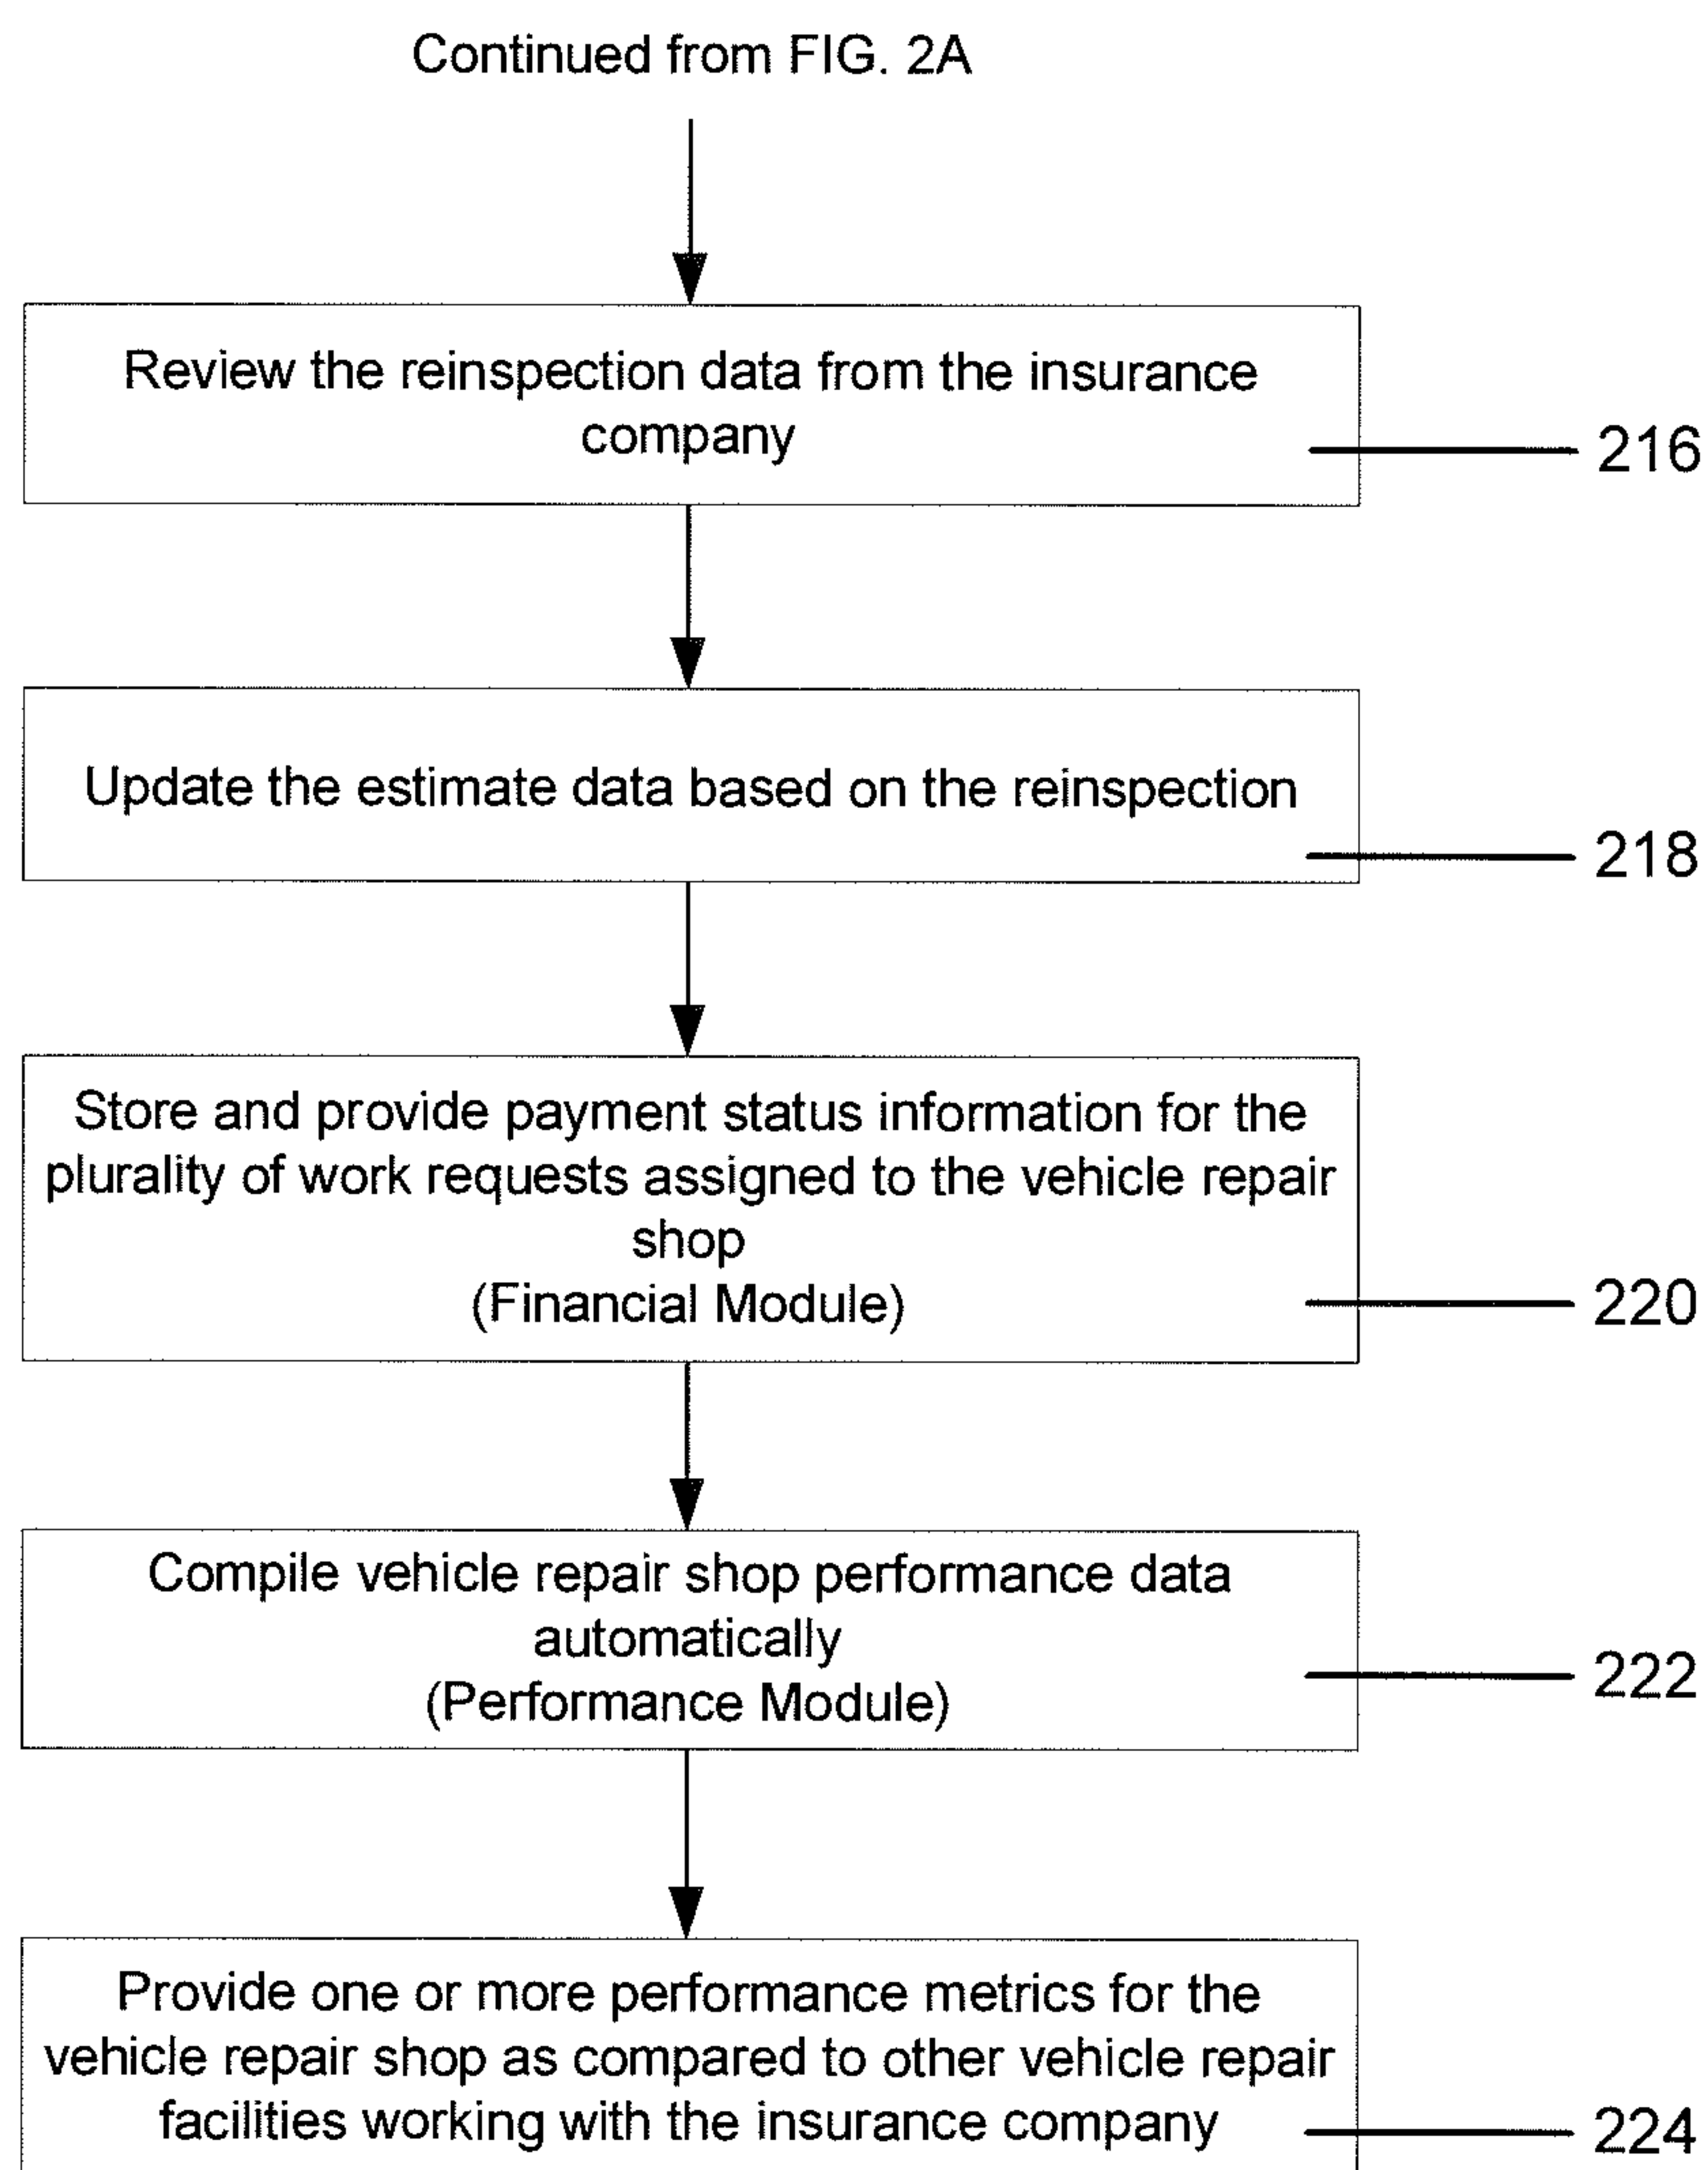 Continued from FIG. 2A
Review the reinspection data from the insurance
company
216
Update the estimate data based on the reinspection
218
Store and provide payment status information for the
plurality of work requests assigned to the vehicle repair
shop
(Financial Module)
220
Compile vehicle repair shop performance data
automatically
(Performance Module)
222
Provide one or more performance metrics for the
vehicle repair shop as compared to other vehicle repair
facilities working with the insurance company
224